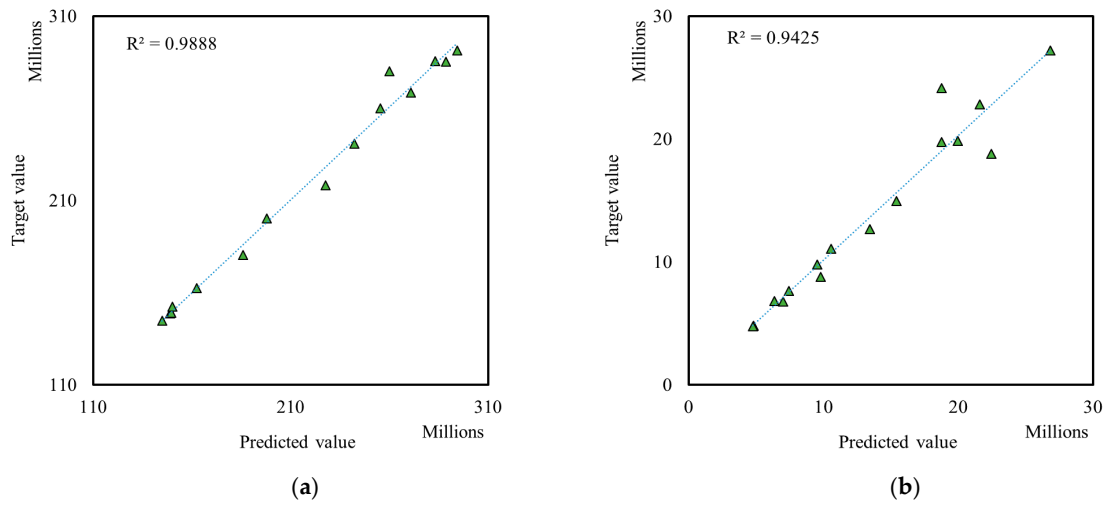 310
Millions
R² = 0.9888
Target value
210
110
110
210
310
Millions
Predicted value
(a)
30
Millions
R² = 0.9425
20
Target value
10
0
0
10
20
30
Millions
Predicted value
(b)